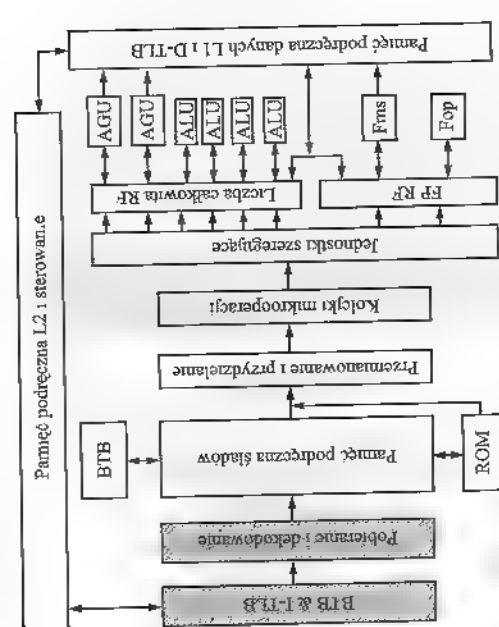 Pamięć podręczna danych L1 i D-TLB
AGU
AGU
ALU
ALU
ALU
ALU
Fms
Fop
Liczba całkowita RF
FP RF
Jednostki szeregujące
Kolejki mikrooperacji
Przemianowanie i przydzielanie
BTB
Pamięć podręczna śladów
ROM
Pobieranie i dekodowanie
BTB & I-TLB
Pamięć podręczna L2 i sterowanie